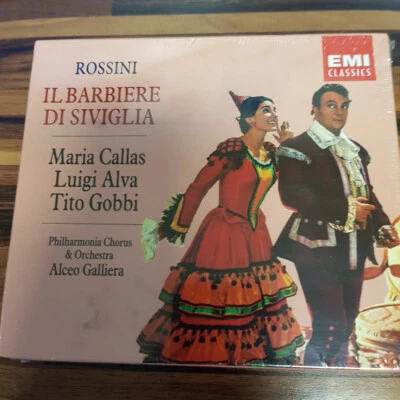 ROSSINI
EMI
CLASSICS
IL BARBIERE
DI SIVIGLIA
Maria Callas
Luigi Alva
Tito Gobbi
Philharmonia Chorus
& Orchestra
Alceo Galliera